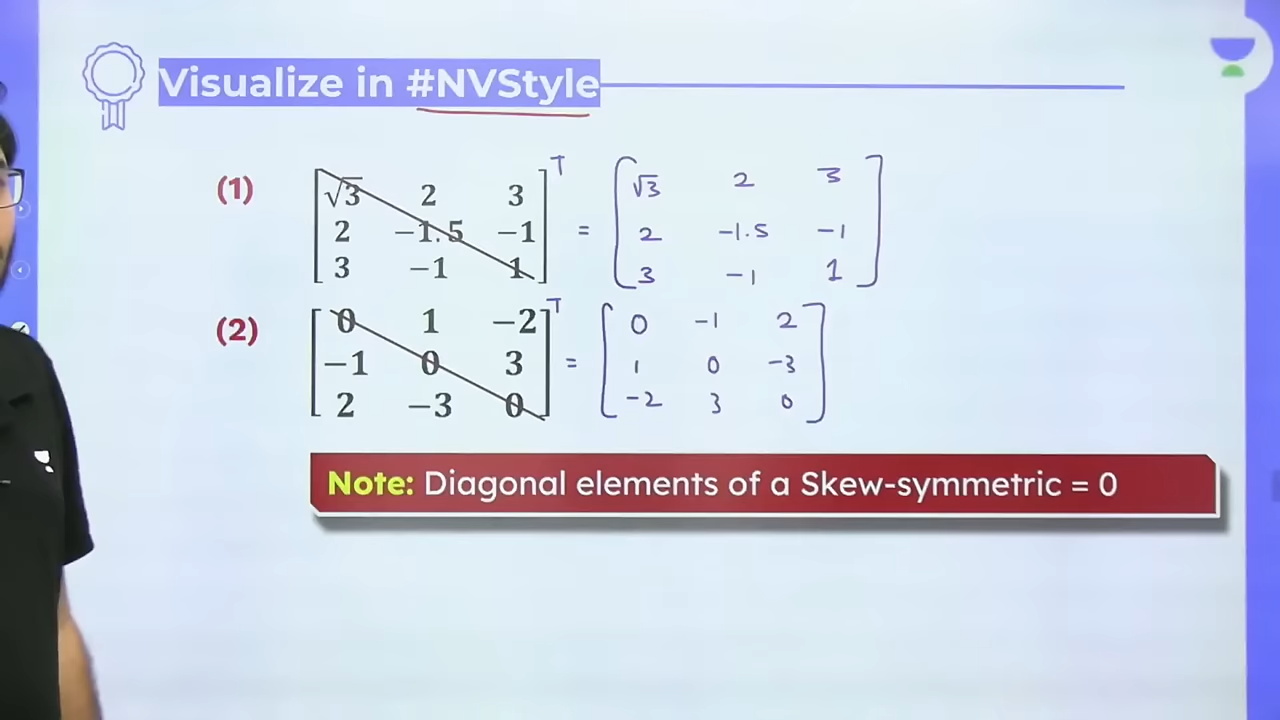 Visualize in #NVStyle
(1) [√3 2 3]ᵀ = [√3 2 3]
[2 −1.5 −1] [2 -1.5 -1]
[3 −1 1] [3 -1 1]
(2) [0 1 −2]ᵀ = [0 -1 2]
[−1 0 3] [1 0 -3]
[2 −3 0] [-2 3 0]
Note: Diagonal elements of a Skew-symmetric = 0